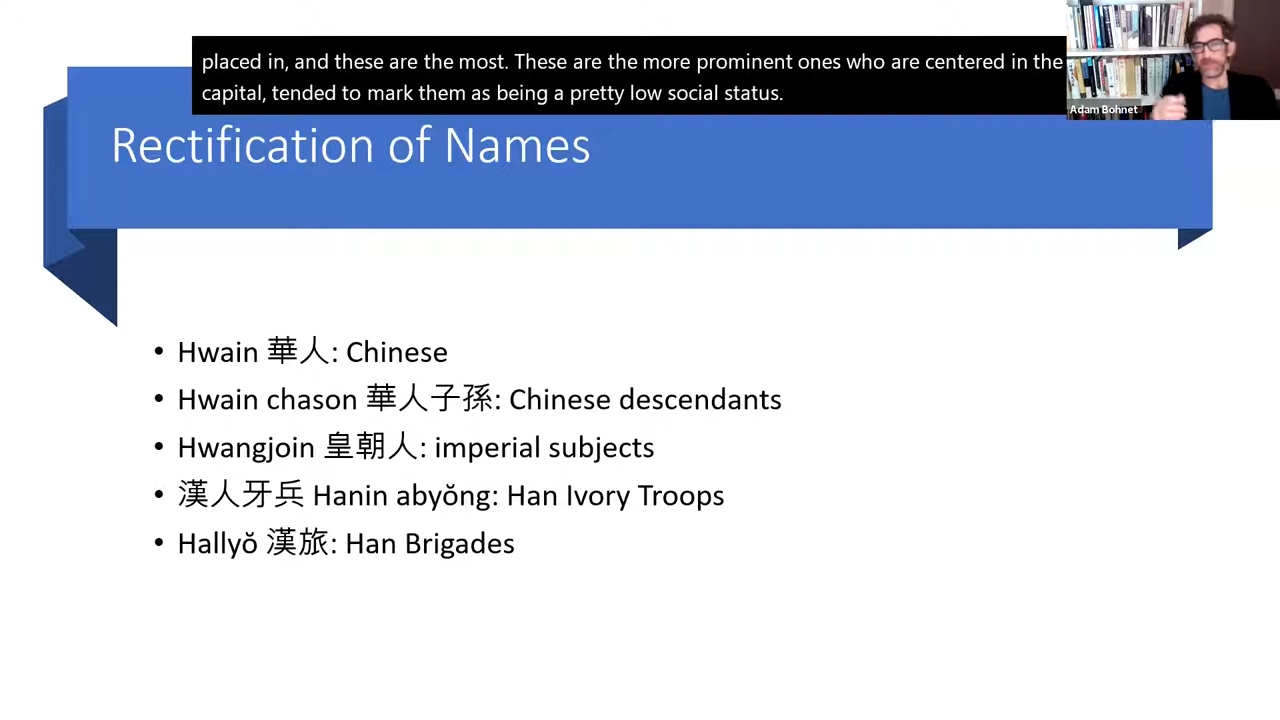 placed in, and these are the most. These are the more prominent ones who are centered in the
capital, tended to mark them as being a pretty low social status.
Adam Bohnet
Rectification of Names
• Hwain 華人: Chinese
• Hwain chason 華人子孫: Chinese descendants
• Hwangjoin 皇朝人: imperial subjects
• 漢人牙兵 Hanin abyŏng: Han Ivory Troops
• Hallyŏ 漢旅: Han Brigades